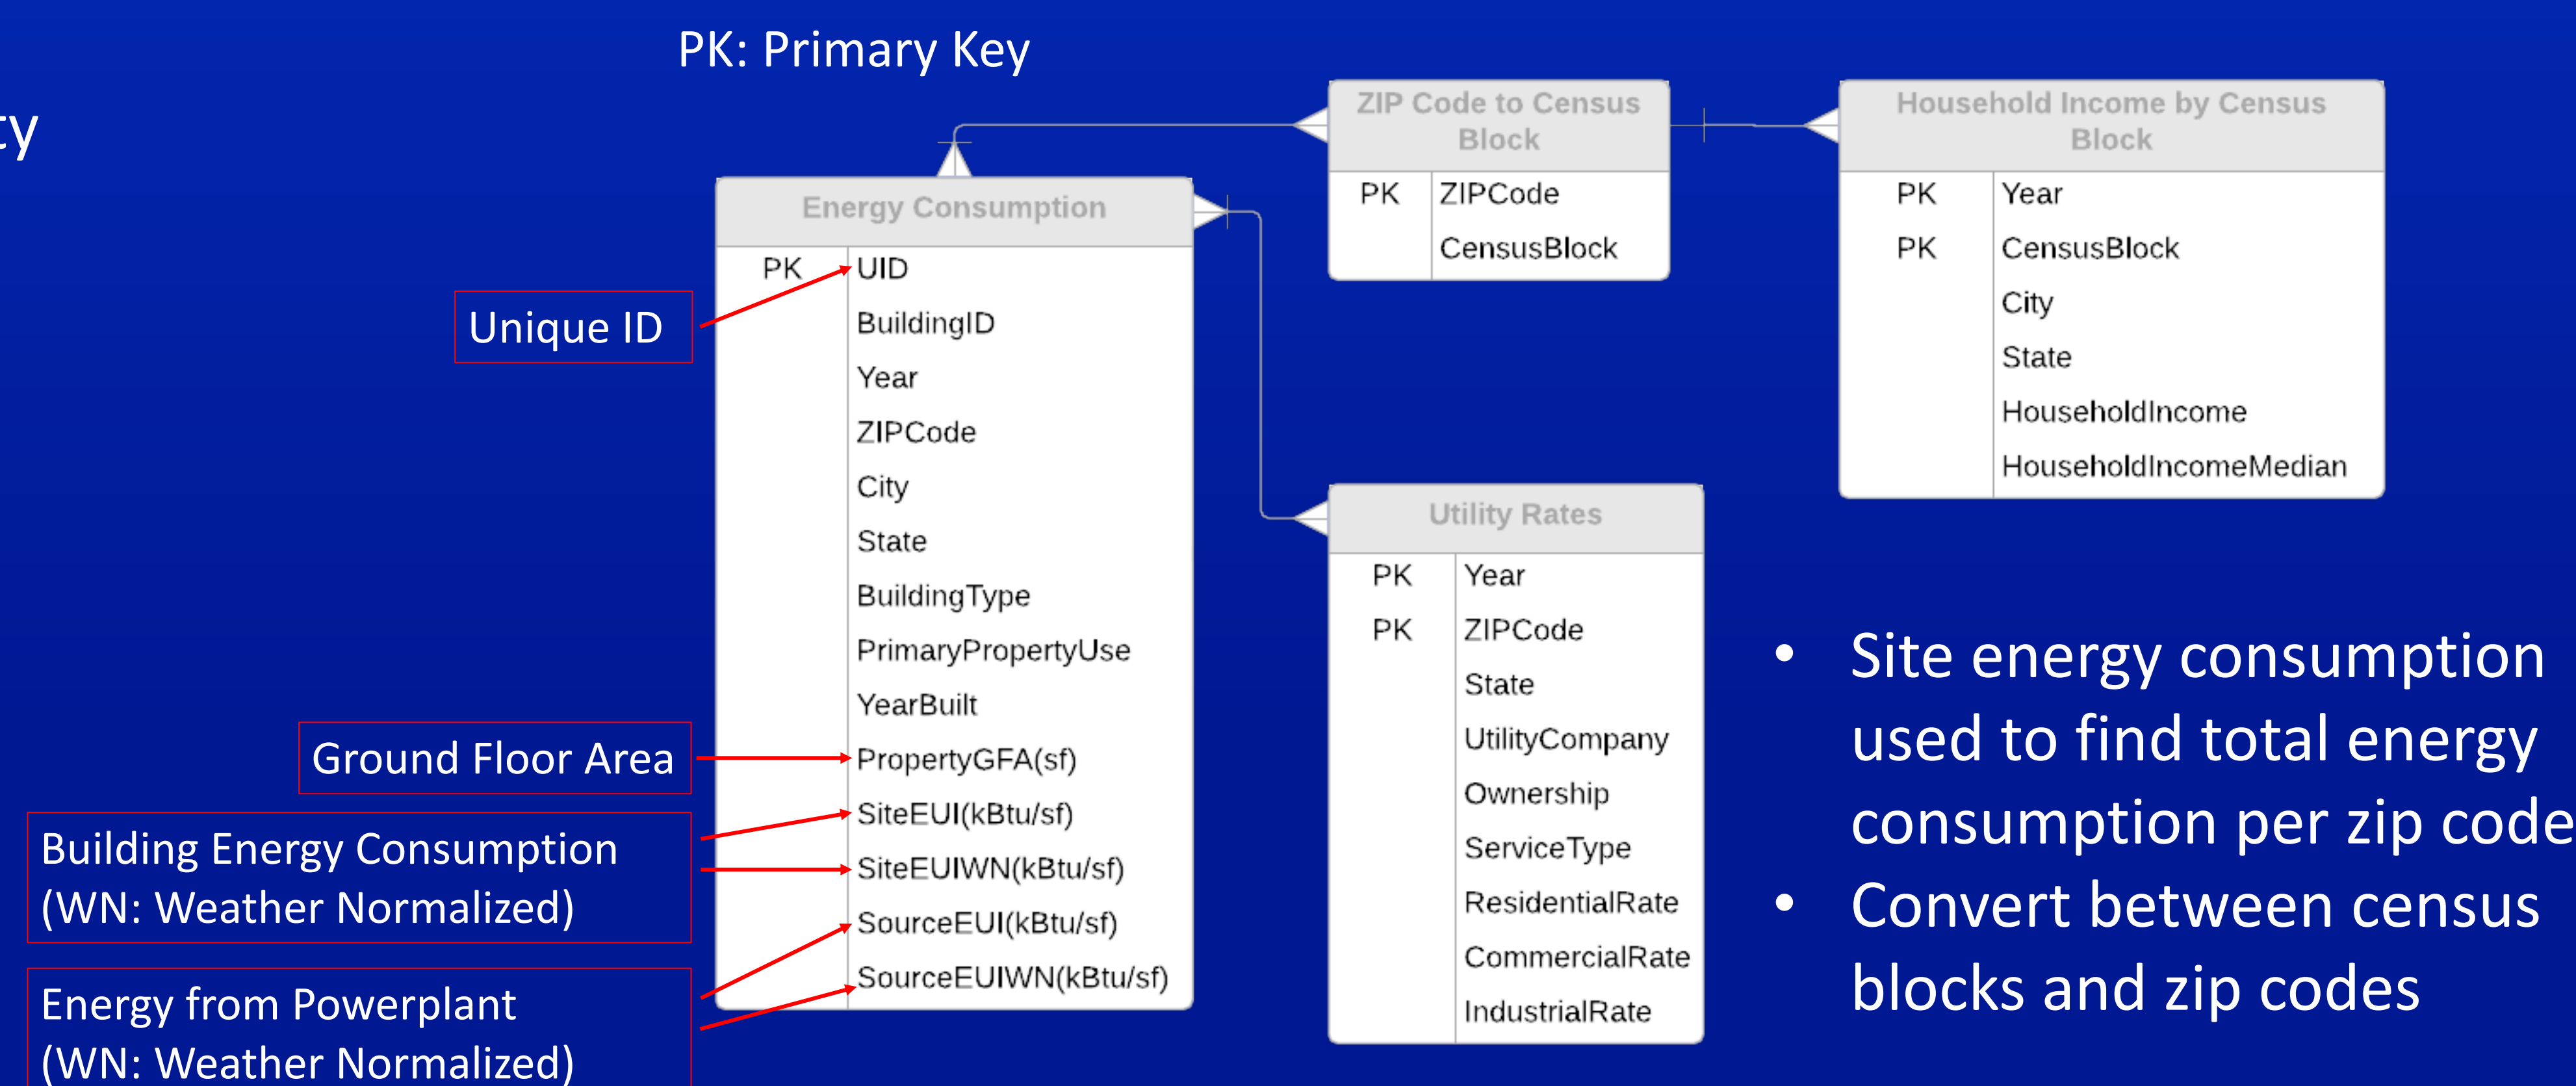 PK: Primary Key
ty
Unique ID
Ground Floor Area
Building Energy Consumption
(WN: Weather Normalized)
Energy from Powerplant
(WN: Weather Normalized)
Energy Consumption
PK UID
BuildingID
Year
ZIPCode
City
State
BuildingType
PrimaryPropertyUse
YearBuilt
PropertyGFA(sf)
SiteEUI(kBtu/sf)
SiteEUIWN(kBtu/sf)
SourceEUI(kBtu/sf)
SourceEUIWN(kBtu/sf)
ZIP Code to Census
Block
PK ZIPCode
CensusBlock
Household Income by Census
Block
PK Year
PK CensusBlock
City
State
HouseholdIncome
HouseholdIncomeMedian
Utility Rates
PK Year
PK ZIPCode
State
UtilityCompany
Ownership
ServiceType
ResidentialRate
CommercialRate
IndustrialRate
• Site energy consumption
used to find total energy
consumption per zip code
• Convert between census
blocks and zip codes